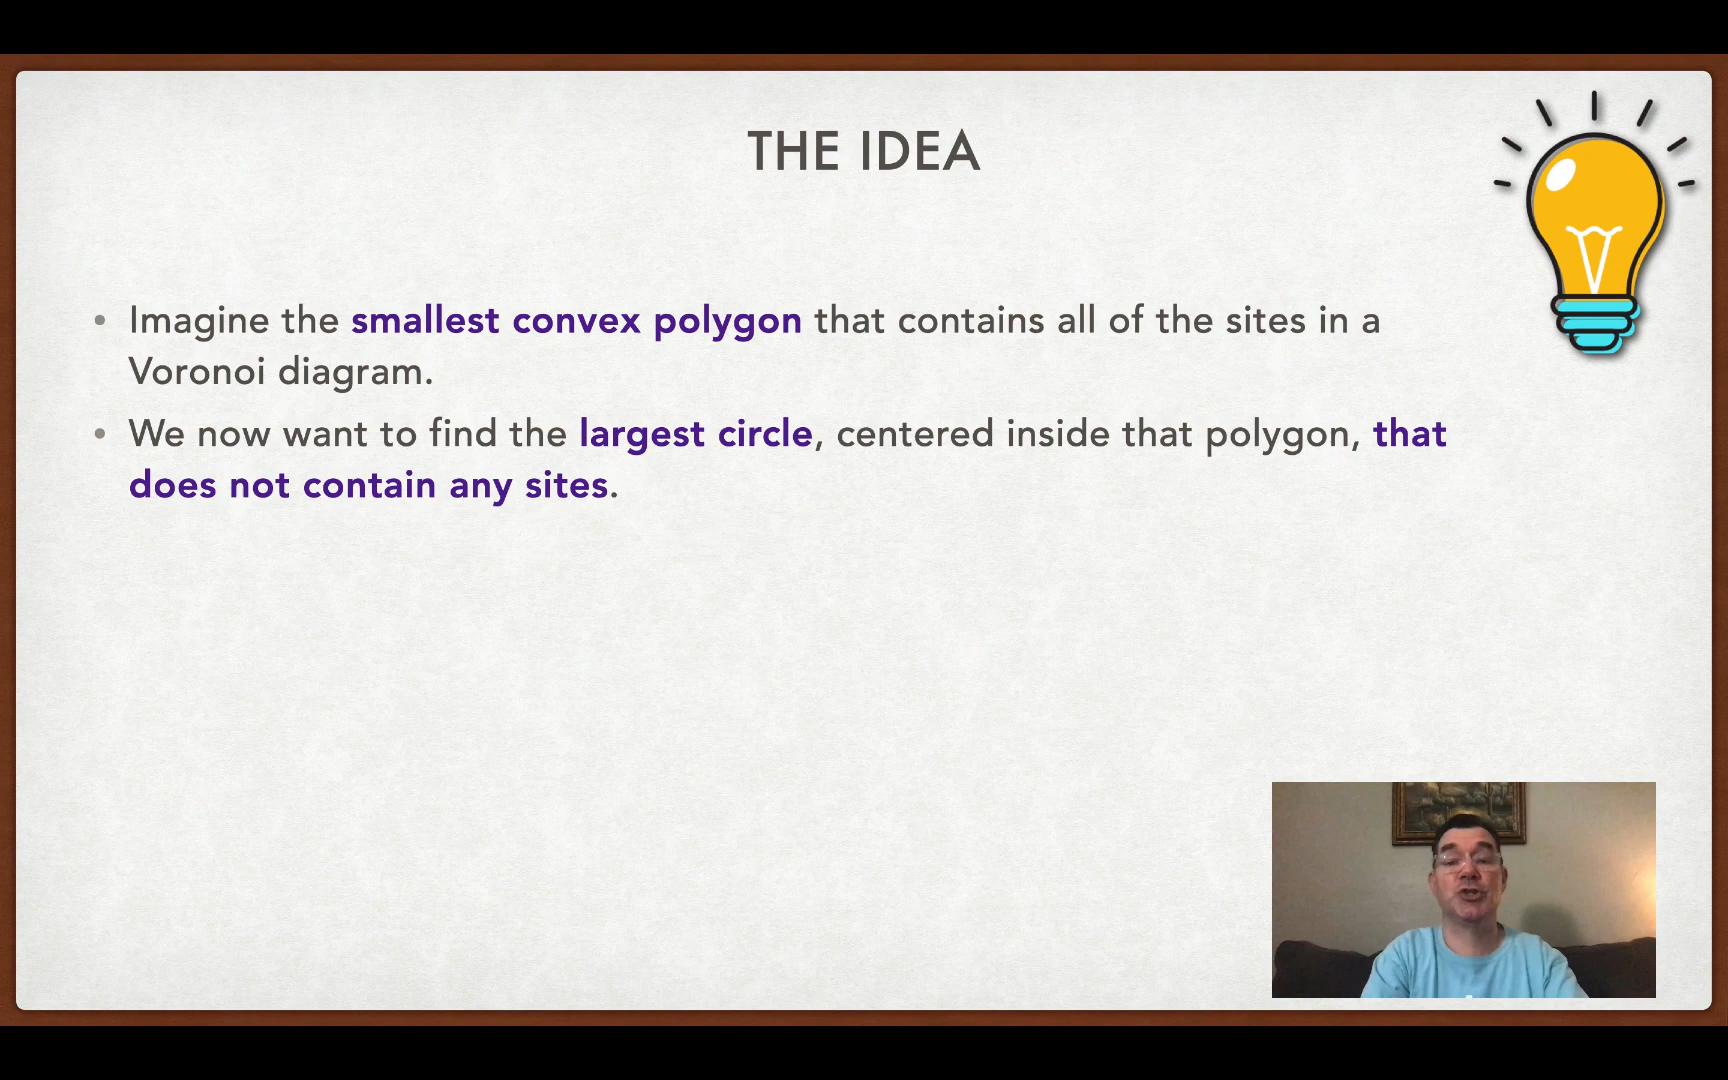 THE IDEA
• Imagine the smallest convex polygon that contains all of the sites in a
Voronoi diagram.
• We now want to find the largest circle, centered inside that polygon, that
does not contain any sites.